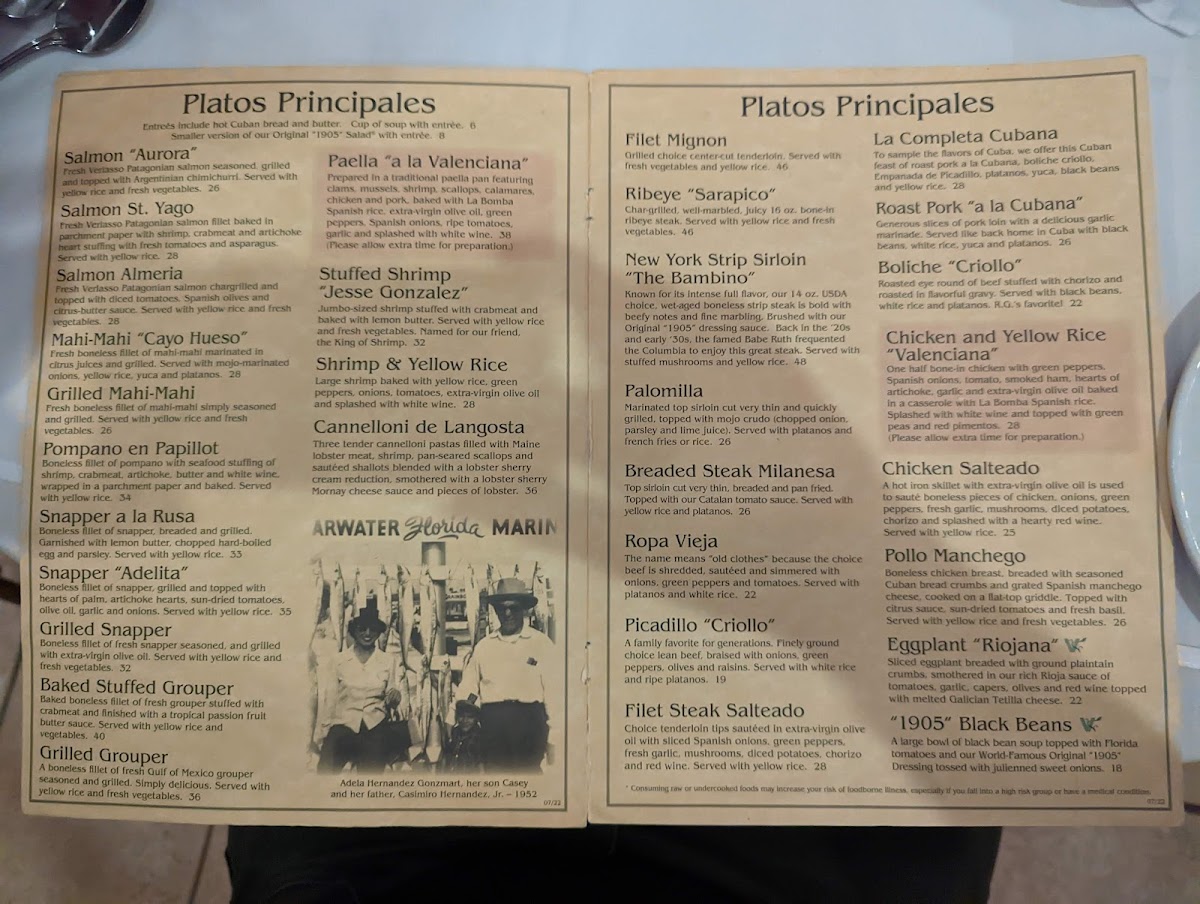 Platos Principales
Entreés include hot Cuban bread and butter. Cup of soup with entrée. 6
Smaller version of our Original "1905" Salad® with entrée. 8
Salmon "Aurora"
Fresh Verlasso Patagonian salmon seasoned, grilled
and topped with Argentinian chimichurri. Served with
yellow rice and fresh vegetables. 26
Salmon St. Yago
Fresh Verlasso Patagonian salmon fillet baked in
parchment paper with shrimp, crabmeat and artichoke
heart stuffing with fresh tomatoes and asparagus.
Served with yellow rice. 28
Salmon Almeria
Fresh Verlasso Patagonian salmon chargrilled and
topped with diced tomatoes, Spanish olives and
citrus-butter sauce. Served with yellow rice and fresh
vegetables. 28
Mahi-Mahi "Cayo Hueso"
Fresh boneless fillet of mahi-mahi marinated in
citrus juices and grilled. Served with mojo-marinated
onions, yellow rice, yuca and platanos. 28
Grilled Mahi-Mahi
Fresh boneless fillet of mahi-mahi simply seasoned
and grilled. Served with yellow rice and fresh
vegetables. 26
Pompano en Papillot
Boneless fillet of pompano with seafood stuffing of
shrimp, crabmeat, artichoke, butter and white wine,
wrapped in a parchment paper and baked. Served
with yellow rice. 34
Snapper a la Rusa
Boneless fillet of snapper, breaded and grilled.
Garnished with lemon butter, chopped hard-boiled
egg and parsley. Served with yellow rice. 33
Snapper "Adelita"
Boneless fillet of snapper, grilled and topped with
hearts of palm, artichoke hearts, sun-dried tomatoes,
olive oil, garlic and onions. Served with yellow rice. 35
Grilled Snapper
Boneless fillet of fresh snapper seasoned, and grilled
with extra-virgin olive oil. Served with yellow rice and
fresh vegetables. 32
Baked Stuffed Grouper
Baked boneless fillet of fresh grouper stuffed with
crabmeat and finished with a tropical passion fruit
butter sauce. Served with yellow rice and
vegetables. 40
Grilled Grouper
A boneless fillet of fresh Gulf of Mexico grouper
seasoned and grilled. Simply delicious. Served with
yellow rice and fresh vegetables. 36
Paella "a la Valenciana"
Prepared in a traditional paella pan featuring
clams, mussels, shrimp, scallops, calamares,
chicken and pork, baked with La Bomba
Spanish rice, extra-virgin olive oil, green
peppers, Spanish onions, ripe tomatoes,
garlic and splashed with white wine. 38
(Please allow extra time for preparation.)
Stuffed Shrimp
"Jesse Gonzalez"
Jumbo-sized shrimp stuffed with crabmeat and
baked with lemon butter. Served with yellow rice
and fresh vegetables. Named for our friend,
the King of Shrimp. 32
Shrimp & Yellow Rice
Large shrimp baked with yellow rice, green
peppers, onions, tomatoes, extra-virgin olive oil
and splashed with white wine. 28
Cannelloni de Langosta
Three tender cannelloni pastas filled with Maine
lobster meat, shrimp, pan-seared scallops and
sautéed shallots blended with a lobster sherry
cream reduction, smothered with a lobster sherry
Mornay cheese sauce and pieces of lobster. 36
ARWATER Florida MARIN
Adela Hernandez Gonzmart, her son Casey
and her father, Casimiro Hernandez, Jr. – 1952
07/22
Platos Principales
Filet Mignon
Grilled choice center-cut tenderloin. Served with
fresh vegetables and yellow rice. 46
Ribeye "Sarapico"
Char-grilled, well-marbled, juicy 16 oz. bone-in
ribeye steak. Served with yellow rice and fresh
vegetables. 46
New York Strip Sirloin
"The Bambino"
Known for its intense full flavor, our 14 oz. USDA
choice, wet-aged boneless strip steak is bold with
beefy notes and fine marbling. Brushed with our
Original "1905" dressing sauce. Back in the '20s
and early '30s, the famed Babe Ruth frequented
the Columbia to enjoy this great steak. Served with
stuffed mushrooms and yellow rice. 48
Palomilla
Marinated top sirloin cut very thin and quickly
grilled, topped with mojo crudo (chopped onion,
parsley and lime juice). Served with platanos and
french fries or rice. 26
Breaded Steak Milanesa
Top sirloin cut very thin, breaded and pan fried.
Topped with our Catalan tomato sauce. Served with
yellow rice and platanos. 26
Ropa Vieja
The name means "old clothes" because the choice
beef is shredded, sautéed and simmered with
onions, green peppers and tomatoes. Served with
platanos and white rice. 22
Picadillo "Criollo"
A family favorite for generations. Finely ground
choice lean beef, braised with onions, green
peppers, olives and raisins. Served with white rice
and ripe platanos. 19
Filet Steak Salteado
Choice tenderloin tips sautéed in extra-virgin olive
oil with sliced Spanish onions, green peppers,
fresh garlic, mushrooms, diced potatoes, chorizo
and red wine. Served with yellow rice. 28
La Completa Cubana
To sample the flavors of Cuba, we offer this Cuban
feast of roast pork a la Cubana, boliche criollo,
Empanada de Picadillo, platanos, yuca, black beans
and yellow rice. 28
Roast Pork "a la Cubana"
Generous slices of pork loin with a delicious garlic
marinade. Served like back home in Cuba with black
beans, white rice, yuca and platanos. 26
Boliche "Criollo"
Roasted eye round of beef stuffed with chorizo and
roasted in flavorful gravy. Served with black beans,
white rice and platanos. R.G.'s favorite! 22
Chicken and Yellow Rice
"Valenciana"
One half bone-in chicken with green peppers,
Spanish onions, tomato, smoked ham, hearts of
artichoke, garlic and extra-virgin olive oil baked
in a casserole with La Bomba Spanish rice.
Splashed with white wine and topped with green
peas and red pimentos. 28
(Please allow extra time for preparation.)
Chicken Salteado
A hot iron skillet with extra-virgin olive oil is used
to sauté boneless pieces of chicken, onions, green
peppers, fresh garlic, mushrooms, diced potatoes,
chorizo and splashed with a hearty red wine.
Served with yellow rice. 25
Pollo Manchego
Boneless chicken breast, breaded with seasoned
Cuban bread crumbs and grated Spanish manchego
cheese, cooked on a flat-top griddle. Topped with
citrus sauce, sun-dried tomatoes and fresh basil.
Served with yellow rice and fresh vegetables. 26
Eggplant "Riojana"
Sliced eggplant breaded with ground plaintain
crumbs, smothered in our rich Rioja sauce of
tomatoes, garlic, capers, olives and red wine topped
with melted Galician Tetilla cheese. 22
"1905" Black Beans
A large bowl of black bean soup topped with Florida
tomatoes and our World-Famous Original "1905"
Dressing tossed with julienned sweet onions. 18
* Consuming raw or undercooked foods may increase your risk of foodborne illness, especially if you fall into a high risk group or have a medical condition.
07/22